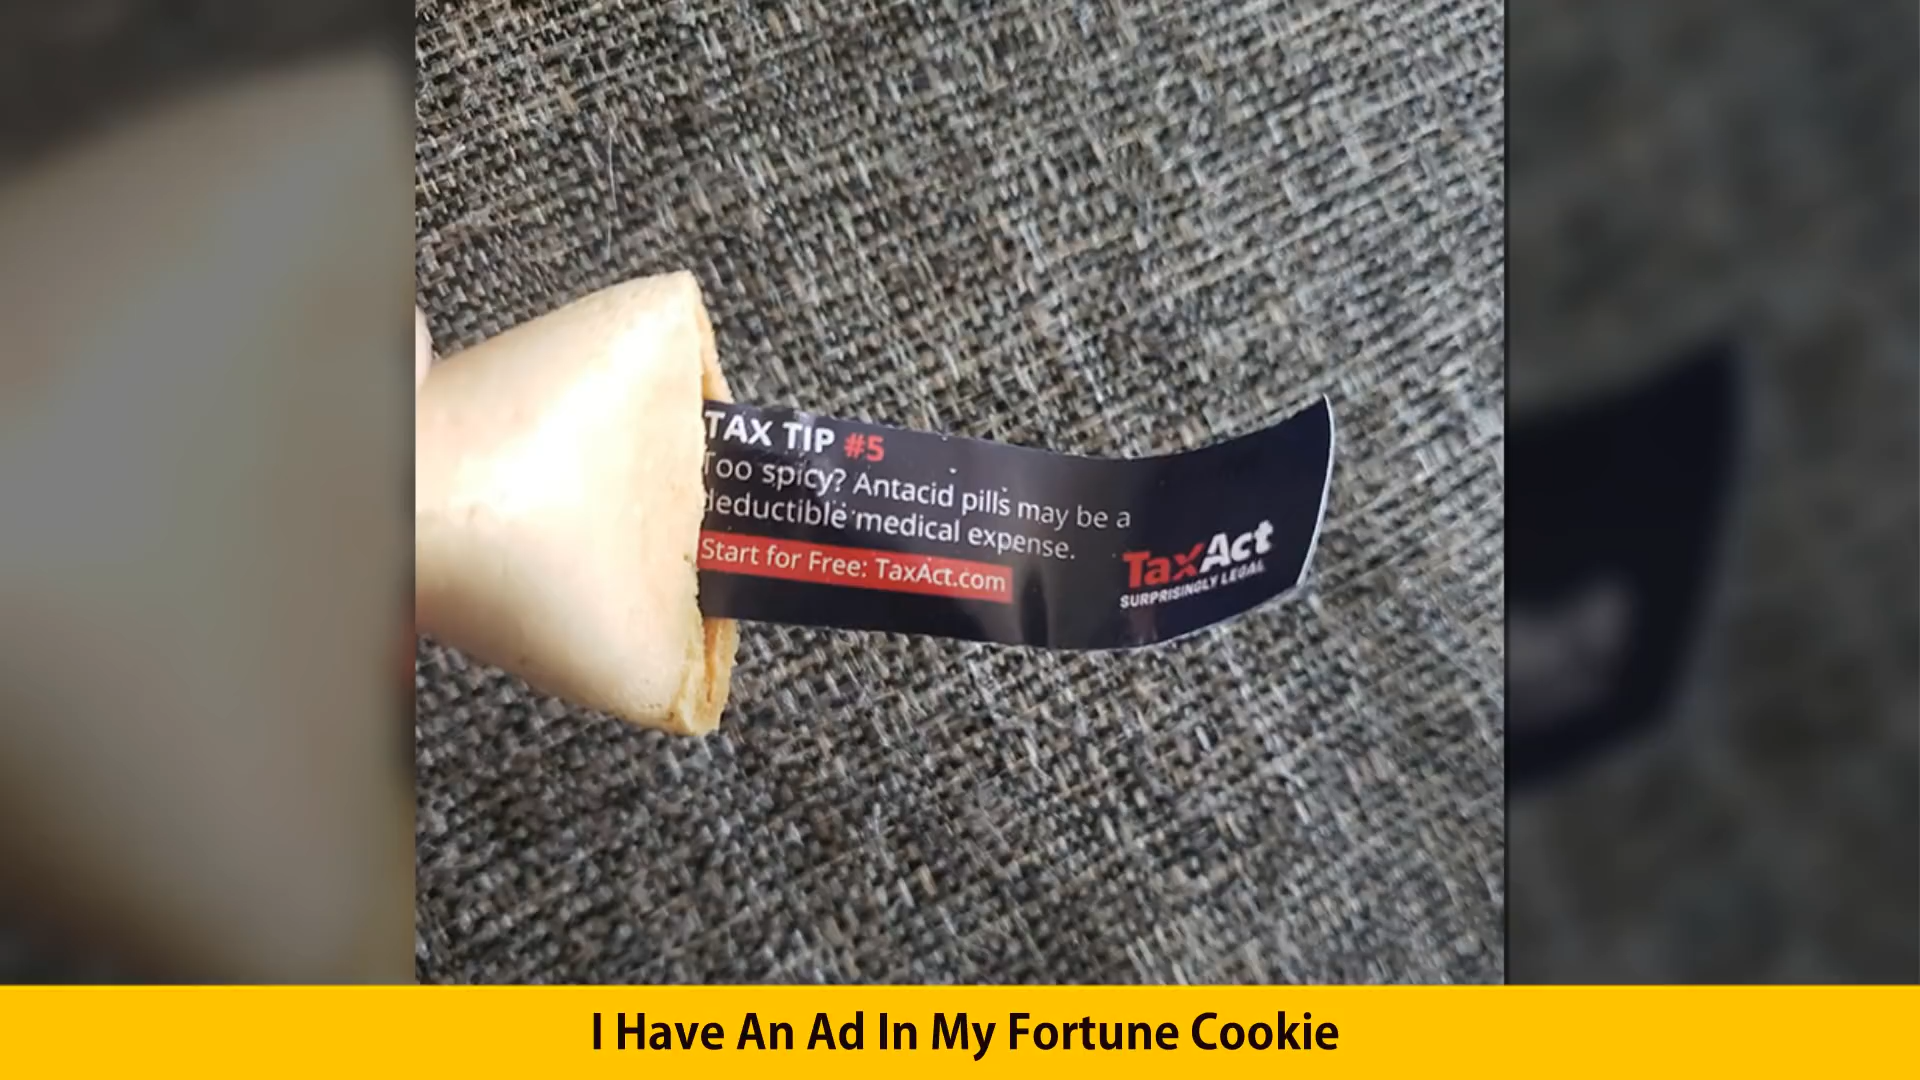 TAX TIP #5
Too spicy? Antacid pills may be a
deductible medical expense.
Start for Free: TaxAct.com
TaxAct
SURPRISINGLY LEGAL
I Have An Ad In My Fortune Cookie